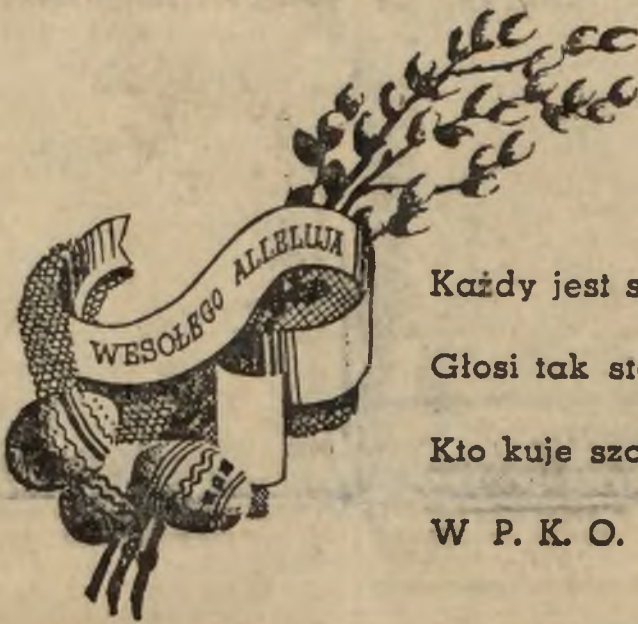 WESOŁEGO ALLELUJA
Każdy jest
Głosi tak
Kto kuje
W P. K. O.